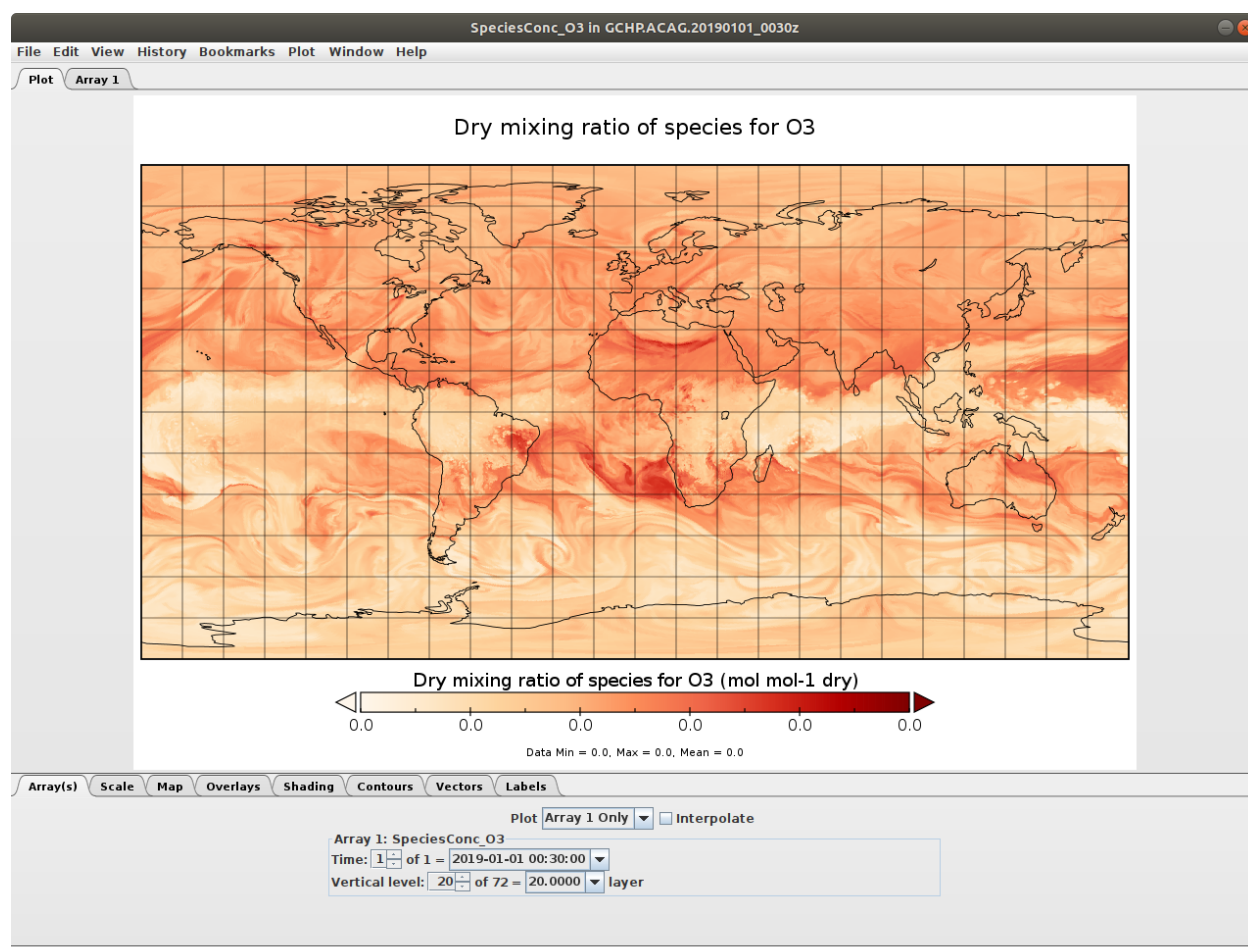 SpeciesConc_O3 in GCHP.ACAG.20190101_0030z
File Edit View History Bookmarks Plot Window Help
Plot Array 1
Dry mixing ratio of species for O3
Dry mixing ratio of species for O3 (mol mol-1 dry)
0.0 0.0 0.0 0.0 0.0 0.0
Data Min = 0.0, Max = 0.0, Mean = 0.0
Array(s) Scale Map Overlays Shading Contours Vectors Labels
Plot Array 1 Only Interpolate
Array 1: SpeciesConc_O3
Time: 1 of 1 = 2019-01-01 00:30:00
Vertical level: 20 of 72 = 20.0000 layer